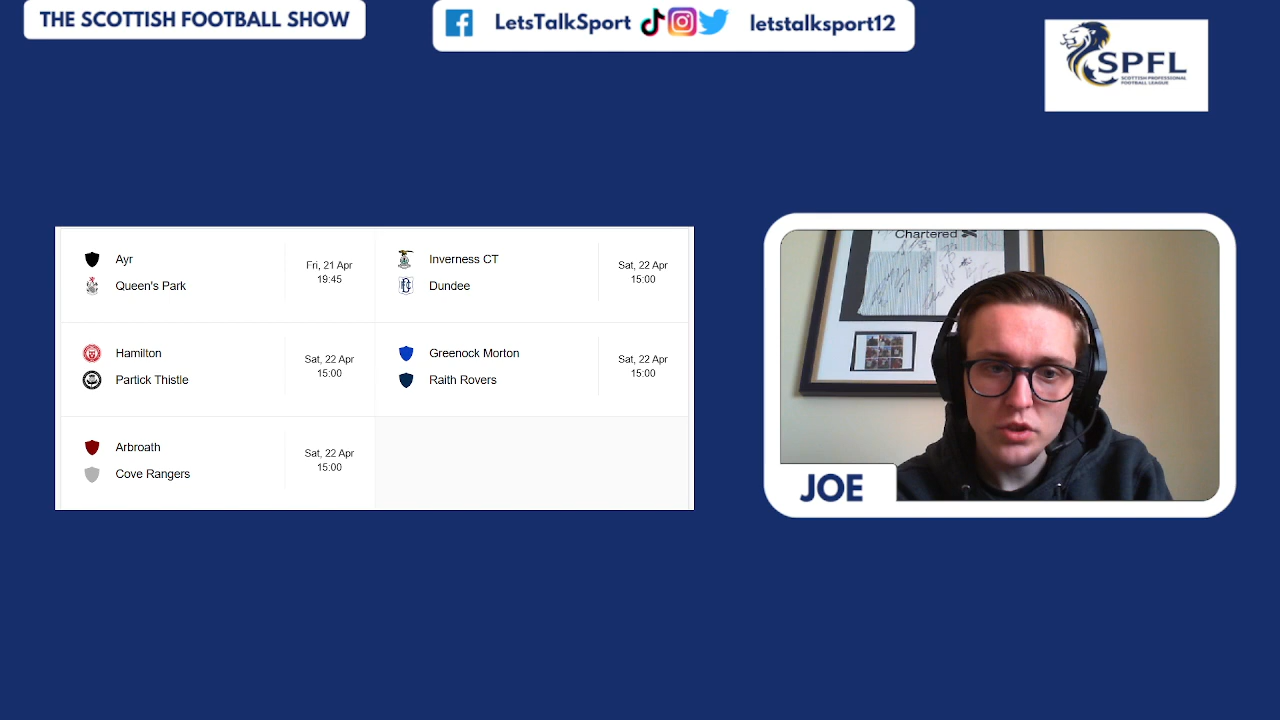 THE SCOTTISH FOOTBALL SHOW
LetsTalkSport
letstalksport12
SPFL
SCOTTISH PROFESSIONAL
FOOTBALL LEAGUE
Ayr
Queen's Park
Fri, 21 Apr
19:45
Inverness CT
Dundee
Sat, 22 Apr
15:00
Hamilton
Partick Thistle
Sat, 22 Apr
15:00
Greenock Morton
Raith Rovers
Sat, 22 Apr
15:00
Arbroath
Cove Rangers
Sat, 22 Apr
15:00
Chartered
JOE